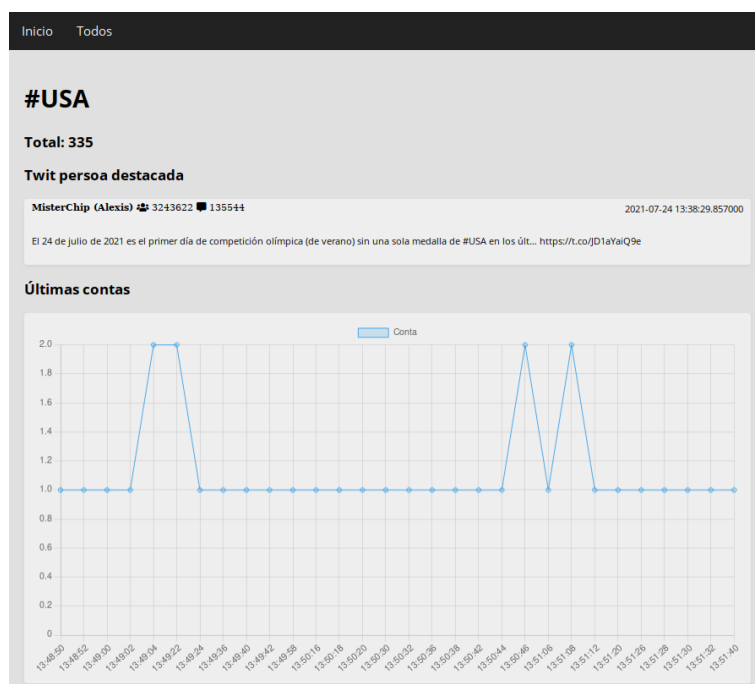 Inicio Todos
#USA
Total: 335
Twit persoa destacada
MisterChip (Alexis) 3243622 135544 2021-07-24 13:38:29.857000
El 24 de julio de 2021 es el primer día de competición olímpica (de verano) sin una sola medalla de #USA en los últ... https://t.co/JD1aYaiQ9e
Últimas contas
Conta
2.0
1.8
1.6
1.4
1.2
1.0
0.8
0.6
0.4
0.2
0
13:48:50 13:48:52 13:49:00 13:49:02 13:49:04 13:49:22 13:49:24 13:49:36 13:49:40 13:49:42 13:49:58 13:50:16 13:50:18 13:50:20 13:50:30 13:50:32 13:50:36 13:50:38 13:50:42 13:50:44 13:50:46 13:51:06 13:51:08 13:51:12 13:51:20 13:51:26 13:51:28 13:51:30 13:51:32 13:51:40